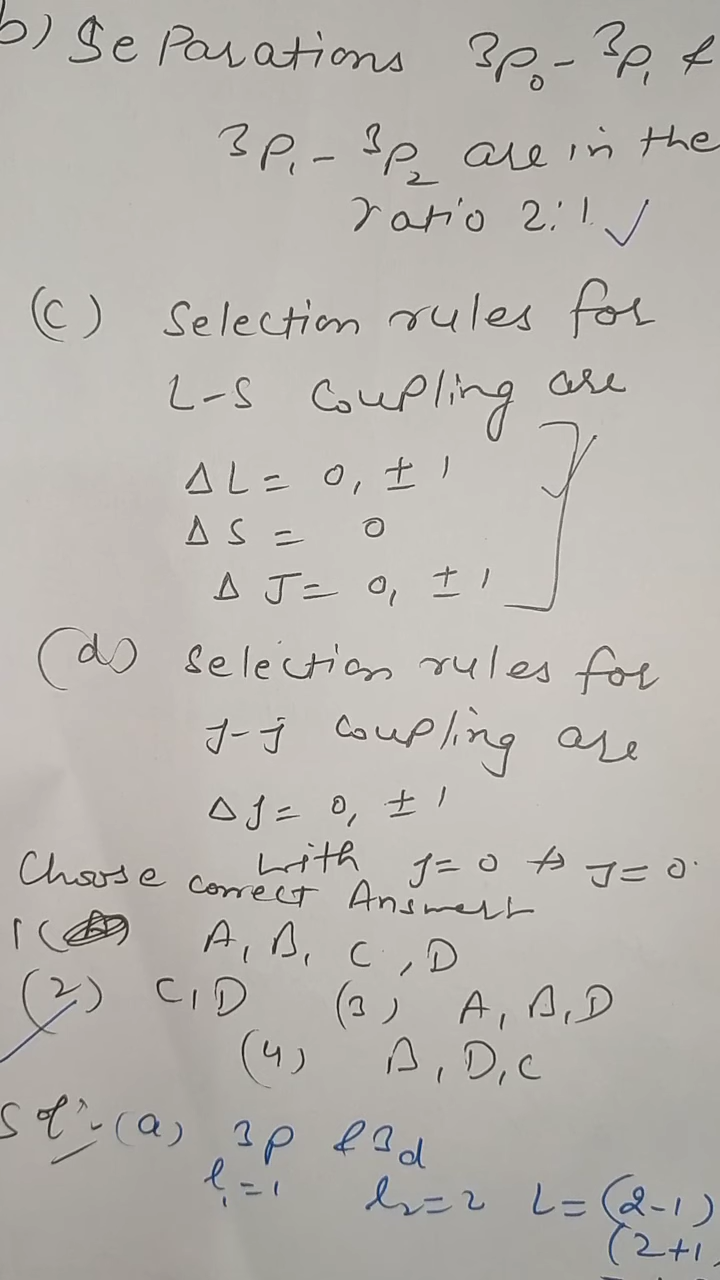 b) Separations ³P₀ - ³P₁ &
³P₁ - ³P₂ are in the
ratio 2:1 ✓
(c) Selection rules for
L-S Coupling are
ΔL = 0, ± 1
ΔS = 0
ΔJ = 0, ± 1
(d) Selection rules for
J-j Coupling are
ΔJ = 0, ± 1
with J=0 ↛ J=0.
Choose correct Answer
1( ) A, B, C, D
(2) C, D (3) A, B, D
(4) B, D, C
Sol:- (a) 3p & 3d
l₁=1 l₂=2 L=(2-1)
(2+1